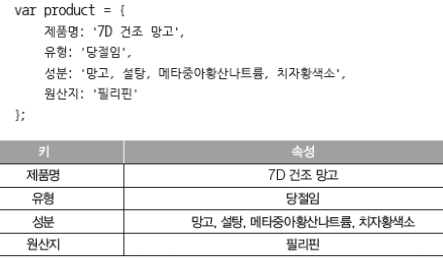 var product = {
제품명: '7D 건조 망고',
유형: '당절임',
성분: '망고, 설탕, 메타중아황산나트륨, 치자황색소',
원산지: '필리핀'
};
키 속성
제품명 7D 건조 망고
유형 당절임
성분 망고, 설탕, 메타중아황산나트륨, 치자황색소
원산지 필리핀